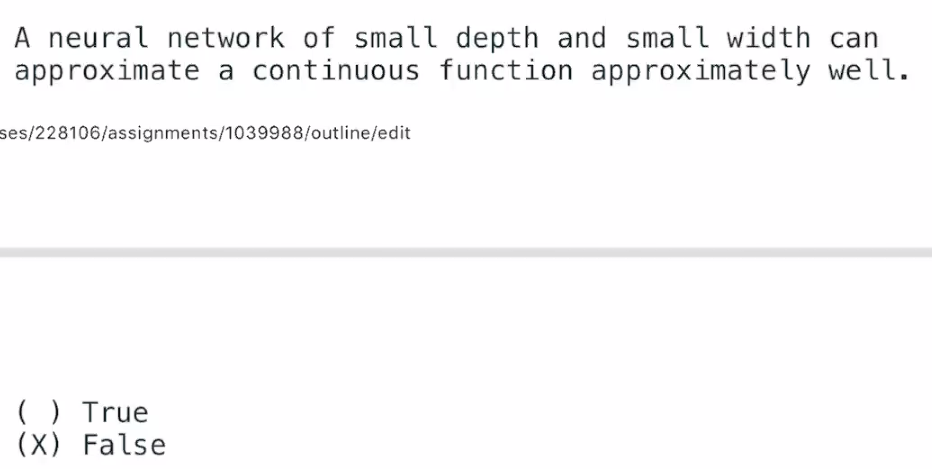 A neural network of small depth and small width can
approximate a continuous function approximately well.
ses/228106/assignments/1039988/outline/edit
( ) True
(X) False